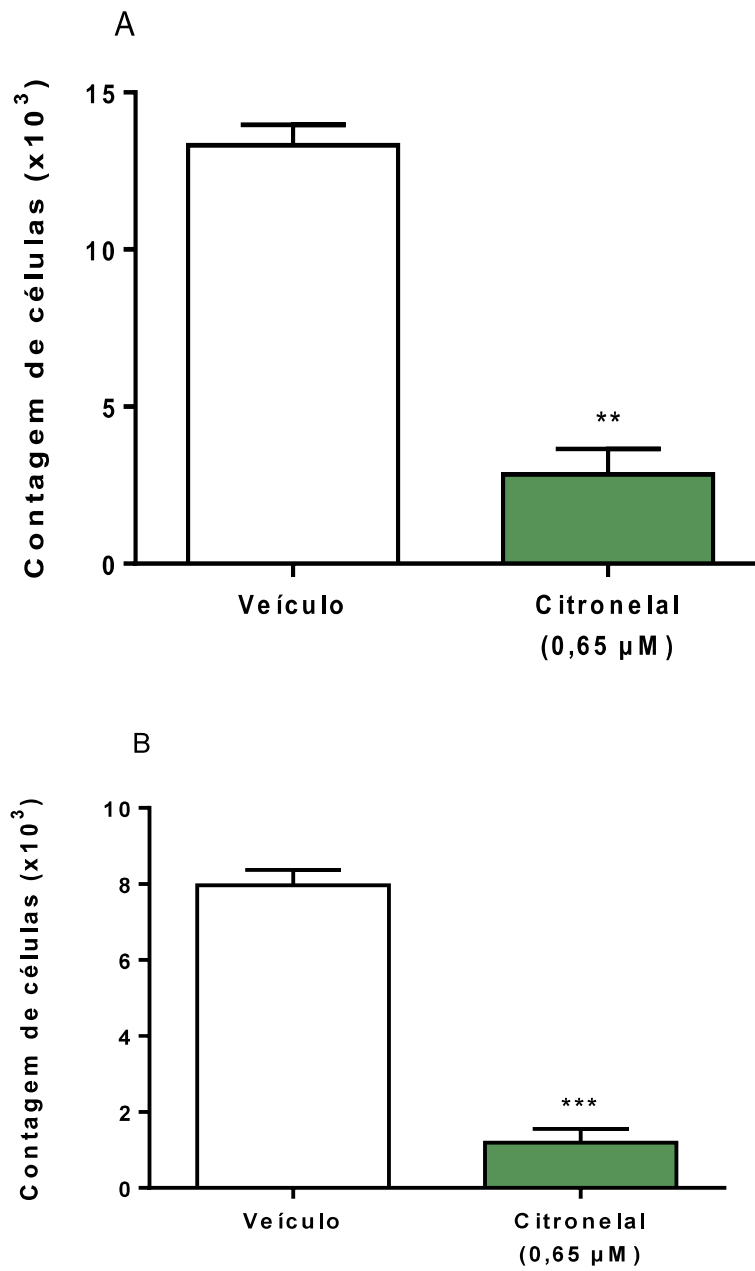 A
Contagem de células (x10³)
15
10
5
0
**
Veículo
Citronelal
(0,65 µM)
B
Contagem de células (x10³)
10
8
6
4
2
0
***
Veículo
Citronelal
(0,65 µM)